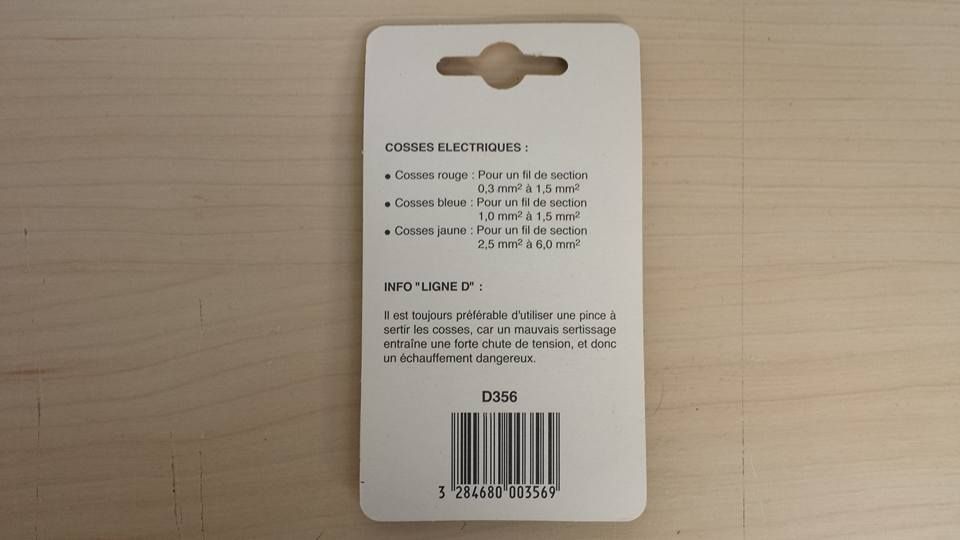 COSSES ELECTRIQUES :
• Cosses rouge : Pour un fil de section
0,3 mm² à 1,5 mm²
• Cosses bleue : Pour un fil de section
1,0 mm² à 1,5 mm²
• Cosses jaune : Pour un fil de section
2,5 mm² à 6,0 mm²
INFO "LIGNE D" :
Il est toujours préférable d'utiliser une pince à
sertir les cosses, car un mauvais sertissage
entraîne une forte chute de tension, et donc
un échauffement dangereux.
D356
3 284680 003569